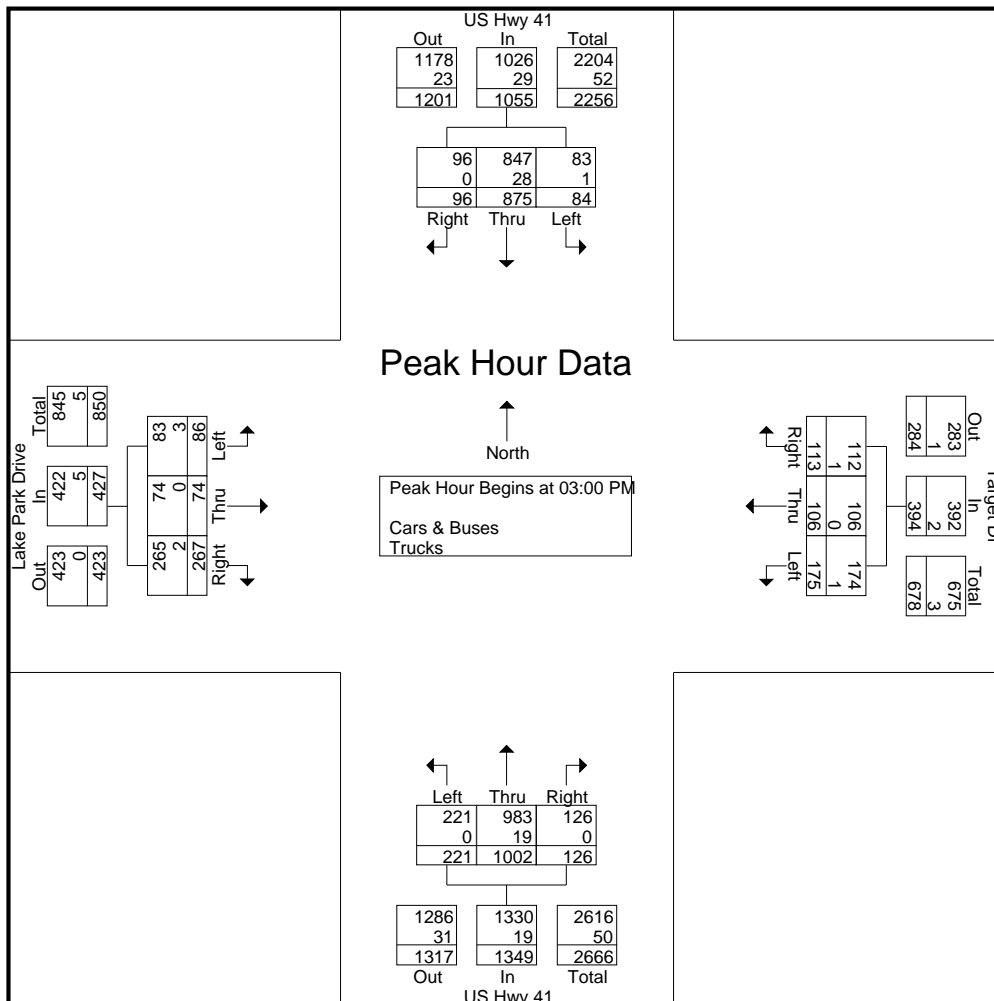 US Hwy 41
Out In Total
1178 1026 2204
23 29 52
1201 1055 2256
96 847 83
0 28 1
96 875 84
Right Thru Left
Peak Hour Data
North
Peak Hour Begins at 03:00 PM
Cars & Buses
Trucks
Lake Park Drive
Out In Total
423 422 845
0 5 5
423 427 850
265 74 83
2 0 3
267 74 86
Right Thru Left
Target Dr
Out In Total
283 392 675
1 2 3
284 394 678
112 106 174
1 0 1
113 106 175
Right Thru Left
Left Thru Right
221 983 126
0 19 0
221 1002 126
1286 1330 2616
31 19 50
1317 1349 2666
Out In Total
US Hwy 41